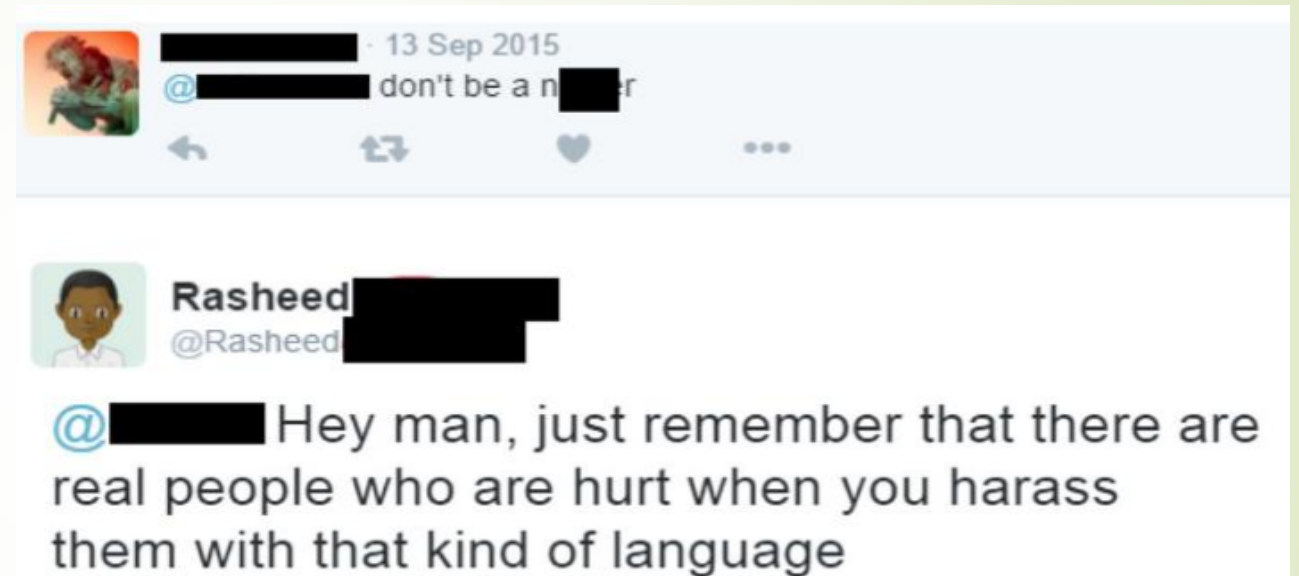 · 13 Sep 2015
@ don't be a n r
Rasheed
@Rasheed
@ Hey man, just remember that there are
real people who are hurt when you harass
them with that kind of language